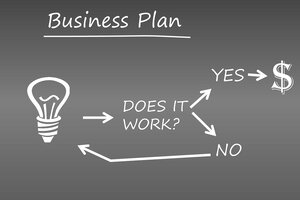 Business Plan
YES
$
DOES IT
WORK?
NO